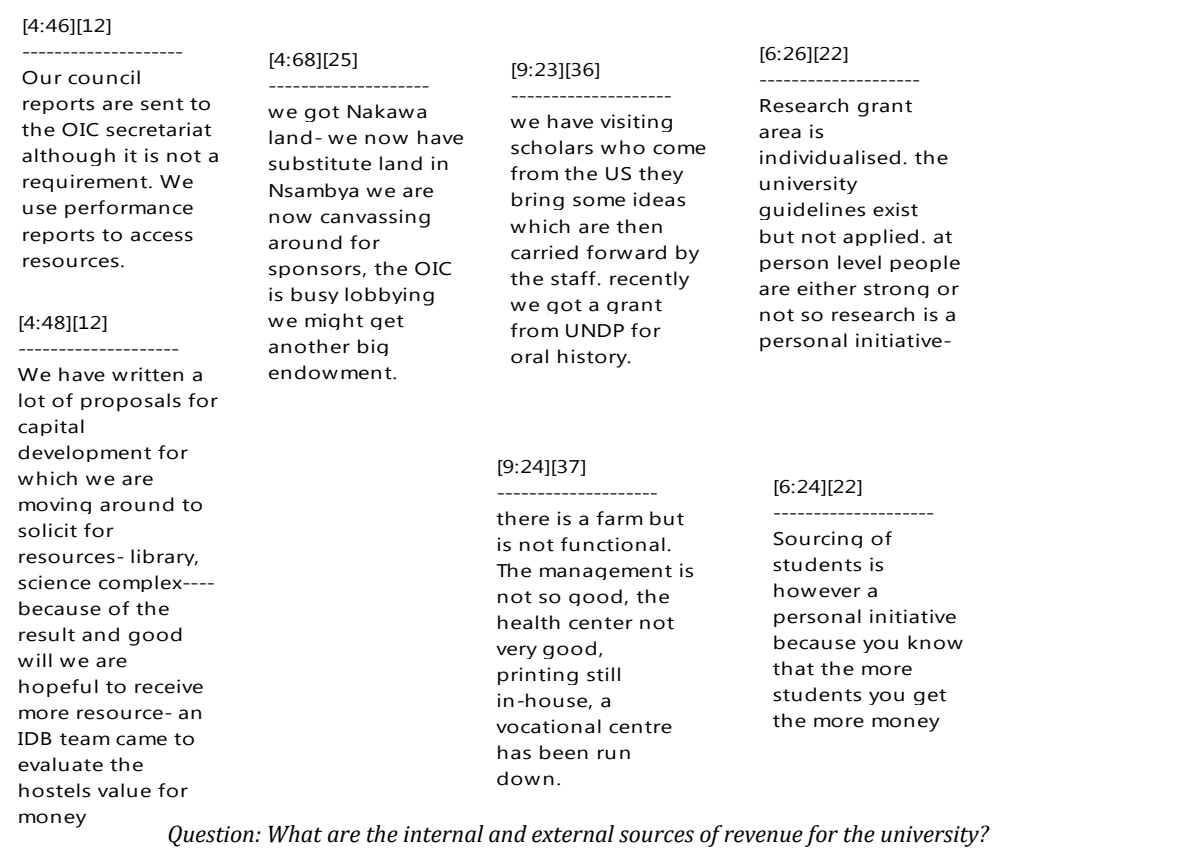 [4:46][12]
--------------------
Our council
reports are sent to
the OIC secretariat
although it is not a
requirement. We
use performance
reports to access
resources.
[4:48][12]
--------------------
We have written a
lot of proposals for
capital
development for
which we are
moving around to
solicit for
resources- library,
science complex----
because of the
result and good
will we are
hopeful to receive
more resource- an
IDB team came to
evaluate the
hostels value for
money
[4:68][25]
--------------------
we got Nakawa
land- we now have
substitute land in
Nsambya we are
now canvassing
around for
sponsors, the OIC
is busy lobbying
we might get
another big
endowment.
[9:23][36]
--------------------
we have visiting
scholars who come
from the US they
bring some ideas
which are then
carried forward by
the staff. recently
we got a grant
from UNDP for
oral history.
[9:24][37]
--------------------
there is a farm but
is not functional.
The management is
not so good, the
health center not
very good,
printing still
in-house, a
vocational centre
has been run
down.
[6:26][22]
--------------------
Research grant
area is
individualised. the
university
guidelines exist
but not applied. at
person level people
are either strong or
not so research is a
personal initiative-
[6:24][22]
--------------------
Sourcing of
students is
however a
personal initiative
because you know
that the more
students you get
the more money
Question: What are the internal and external sources of revenue for the university?